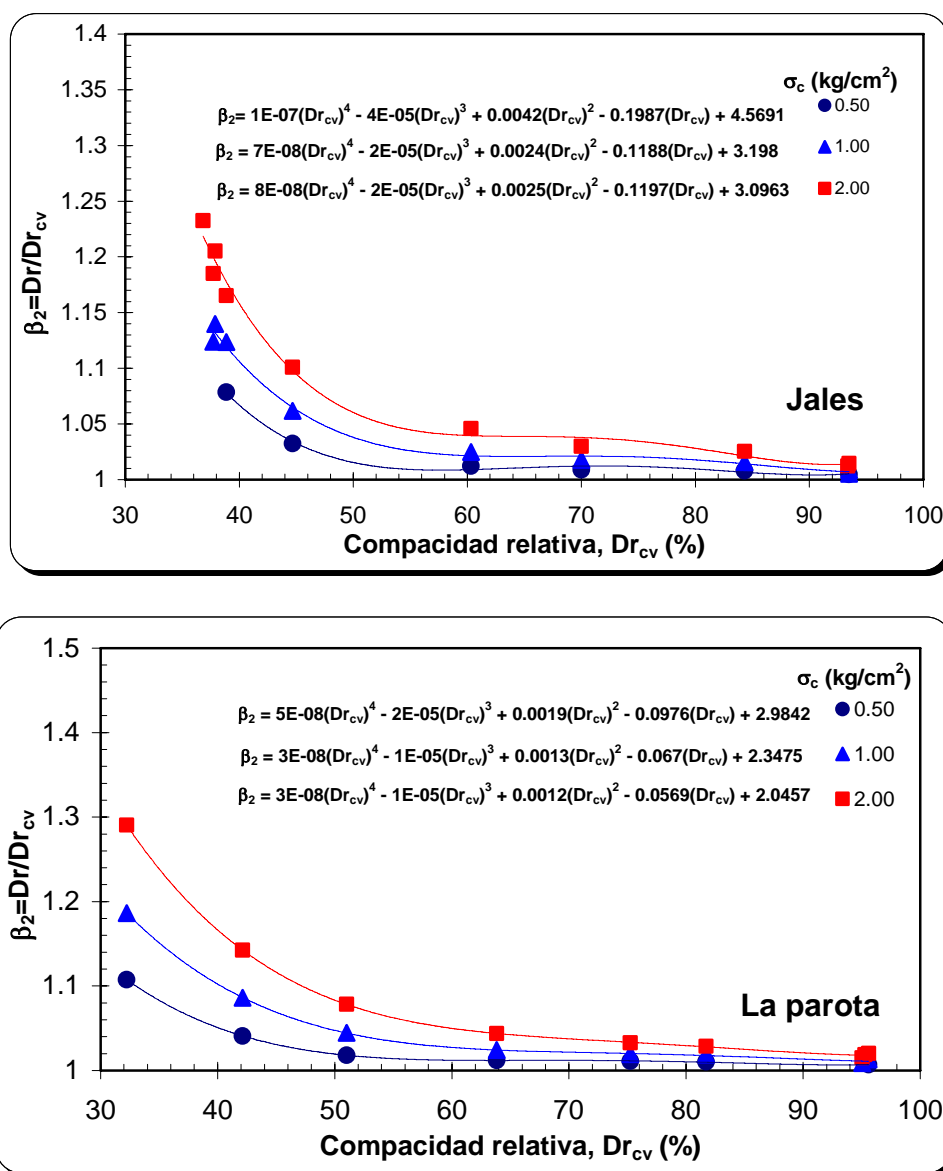 1.4
σc (kg/cm²)
β₂= 1E-07(Drcv)⁴ - 4E-05(Drcv)³ + 0.0042(Drcv)² - 0.1987(Drcv) + 4.5691
0.50
1.35
β₂ = 7E-08(Drcv)⁴ - 2E-05(Drcv)³ + 0.0024(Drcv)² - 0.1188(Drcv) + 3.198
1.00
1.3
β₂ = 8E-08(Drcv)⁴ - 2E-05(Drcv)³ + 0.0025(Drcv)² - 0.1197(Drcv) + 3.0963
2.00
1.25
1.2
β₂=Dr/Drcv
1.15
1.1
Jales
1.05
1
30 40 50 60 70 80 90 100
Compacidad relativa, Drcv (%)
1.5
σc (kg/cm²)
β₂ = 5E-08(Drcv)⁴ - 2E-05(Drcv)³ + 0.0019(Drcv)² - 0.0976(Drcv) + 2.9842
0.50
1.4
β₂ = 3E-08(Drcv)⁴ - 1E-05(Drcv)³ + 0.0013(Drcv)² - 0.067(Drcv) + 2.3475
1.00
β₂ = 3E-08(Drcv)⁴ - 1E-05(Drcv)³ + 0.0012(Drcv)² - 0.0569(Drcv) + 2.0457
2.00
1.3
β₂=Dr/Drcv
1.2
1.1
La parota
1
30 40 50 60 70 80 90 100
Compacidad relativa, Drcv (%)